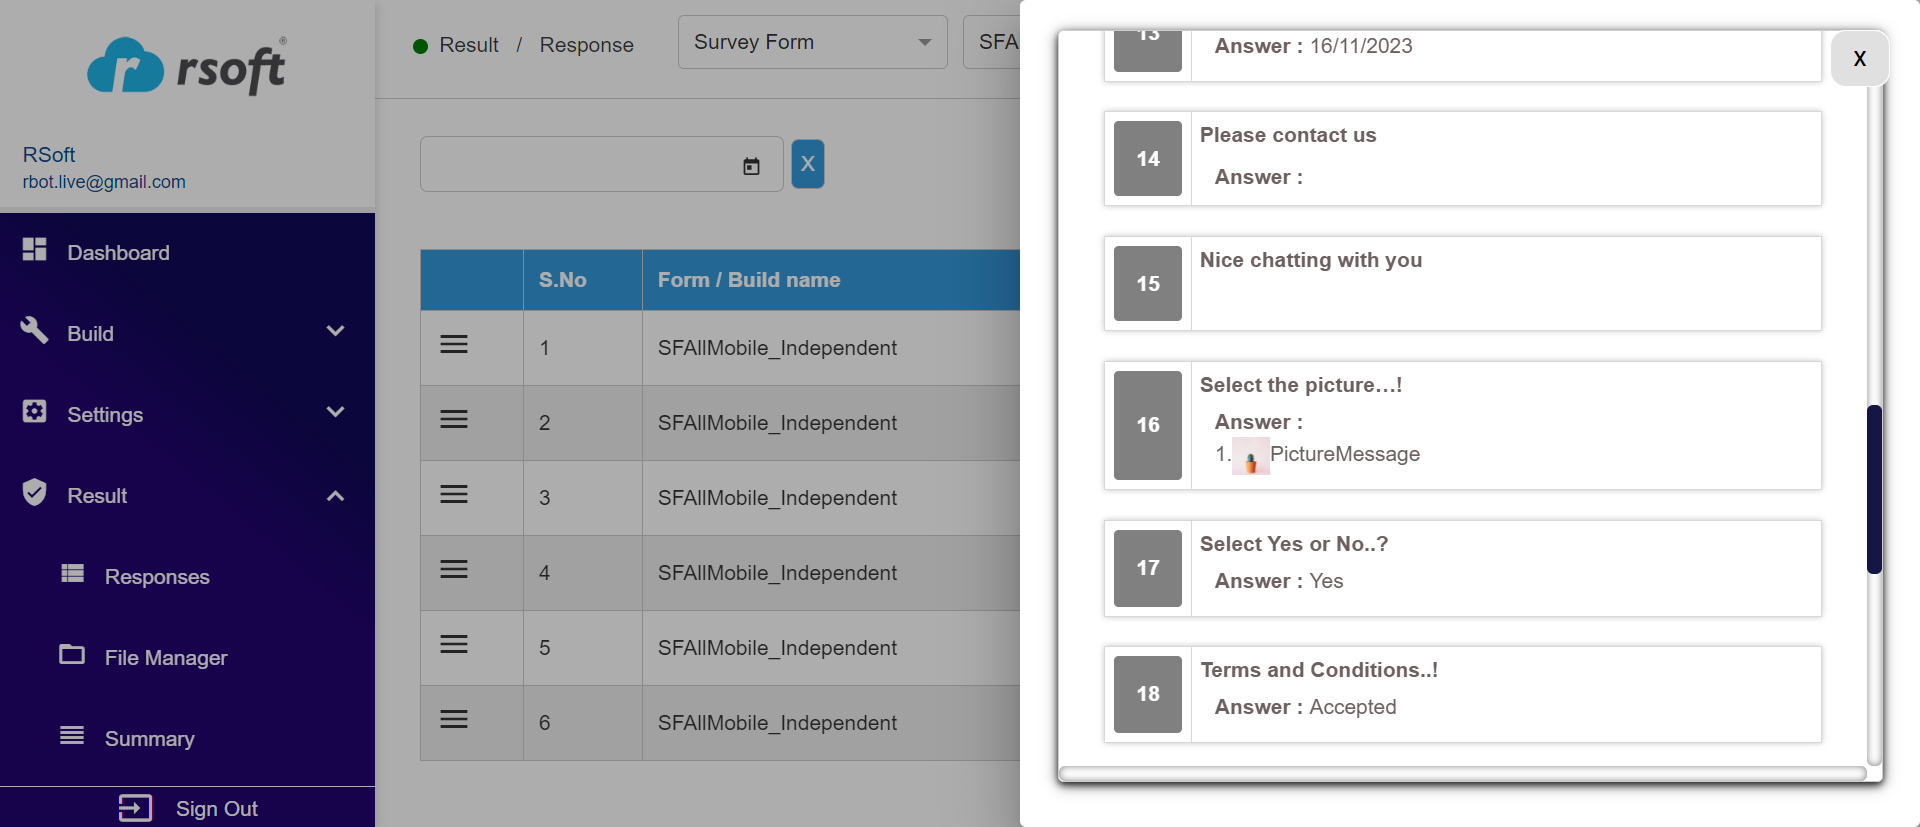 rsoft
®
RSoft
rbot.live@gmail.com
Dashboard
Build
Settings
Result
Responses
File Manager
Summary
Sign Out
Result / Response
Survey Form
SFA
X
S.No
Form / Build name
1
SFAllMobile_Independent
2
SFAllMobile_Independent
3
SFAllMobile_Independent
4
SFAllMobile_Independent
5
SFAllMobile_Independent
6
SFAllMobile_Independent
X
13
Answer : 16/11/2023
14
Please contact us
Answer :
15
Nice chatting with you
16
Select the picture...!
Answer :
1. PictureMessage
17
Select Yes or No..?
Answer : Yes
18
Terms and Conditions..!
Answer : Accepted